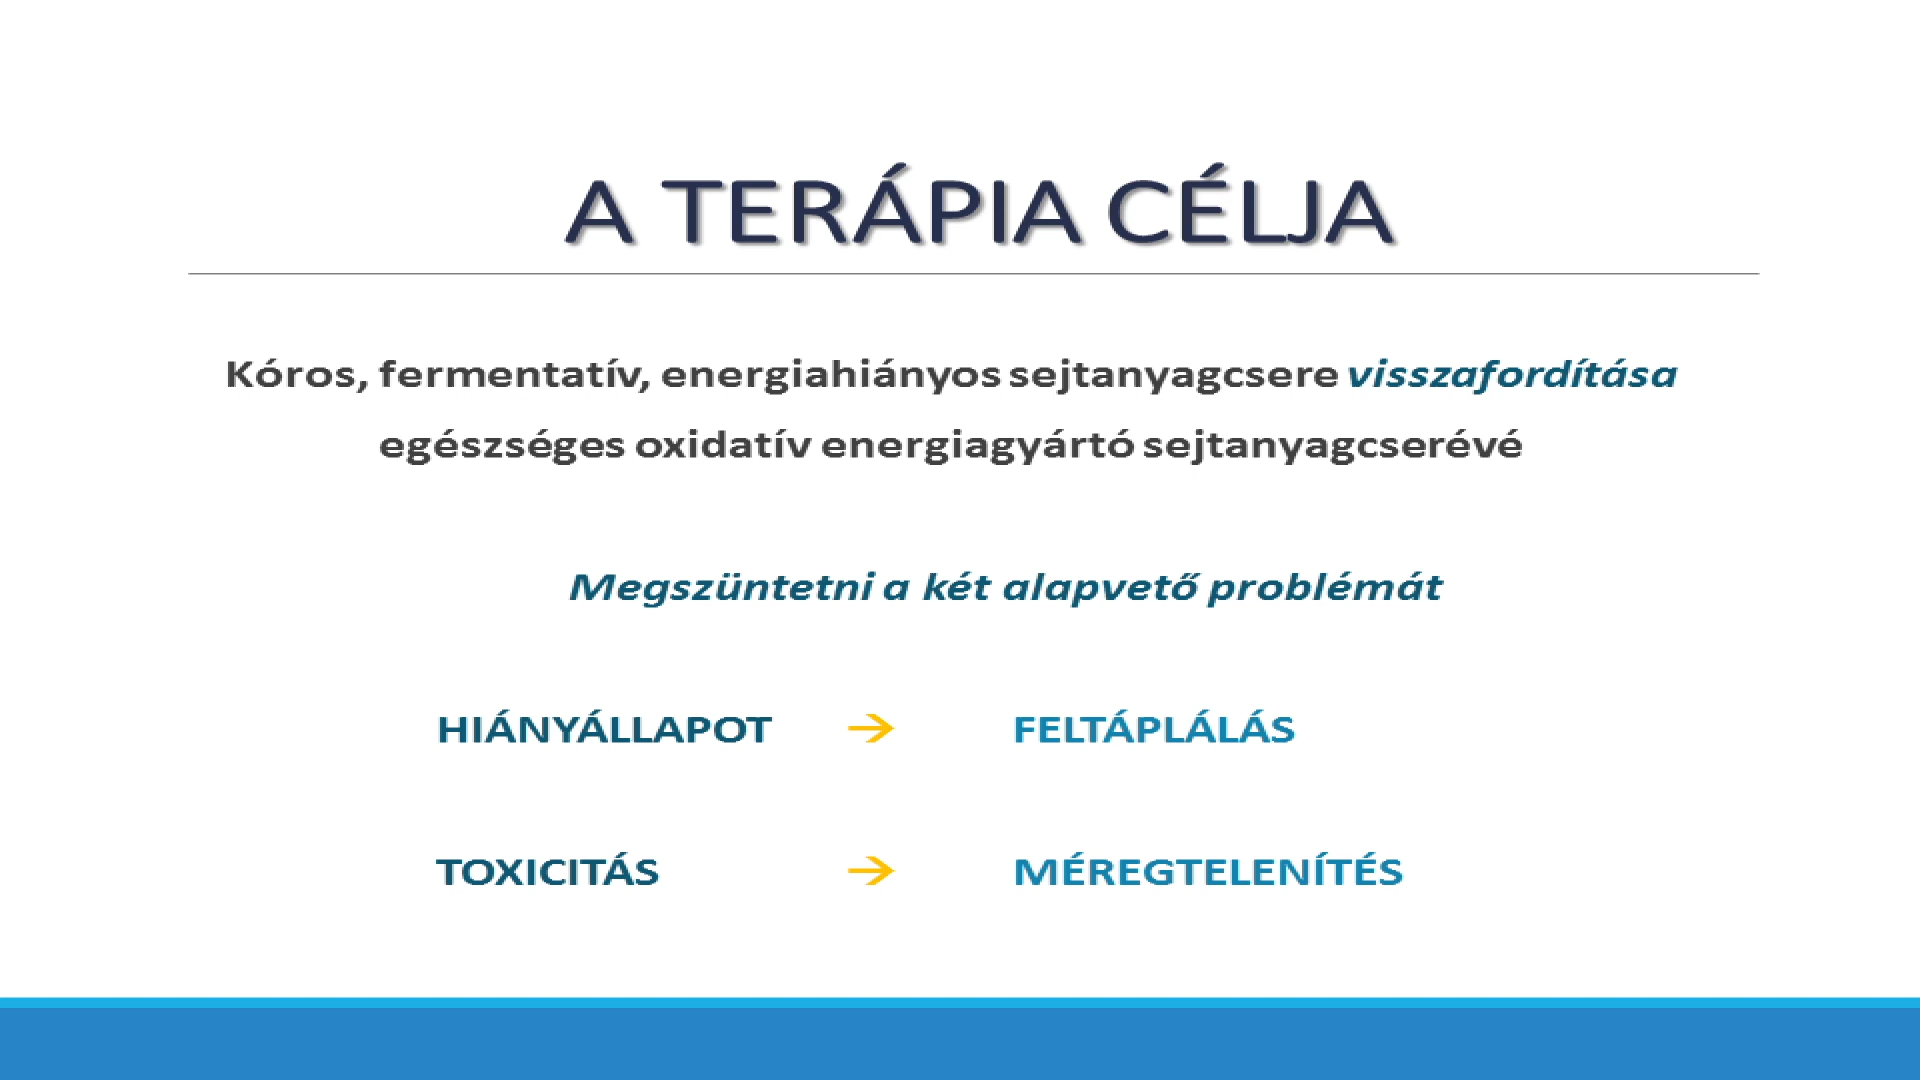 A TERÁPIA CÉLJA
Kóros, fermentatív, energiahiányos sejtanyagcsere visszafordítása
egészséges oxidatív energiagyártó sejtanyagcserévé
Megszüntetni a két alapvető problémát
HIÁNYÁLLAPOT → FELTÁPLÁLÁS
TOXICITÁS → MÉREGTELENÍTÉS